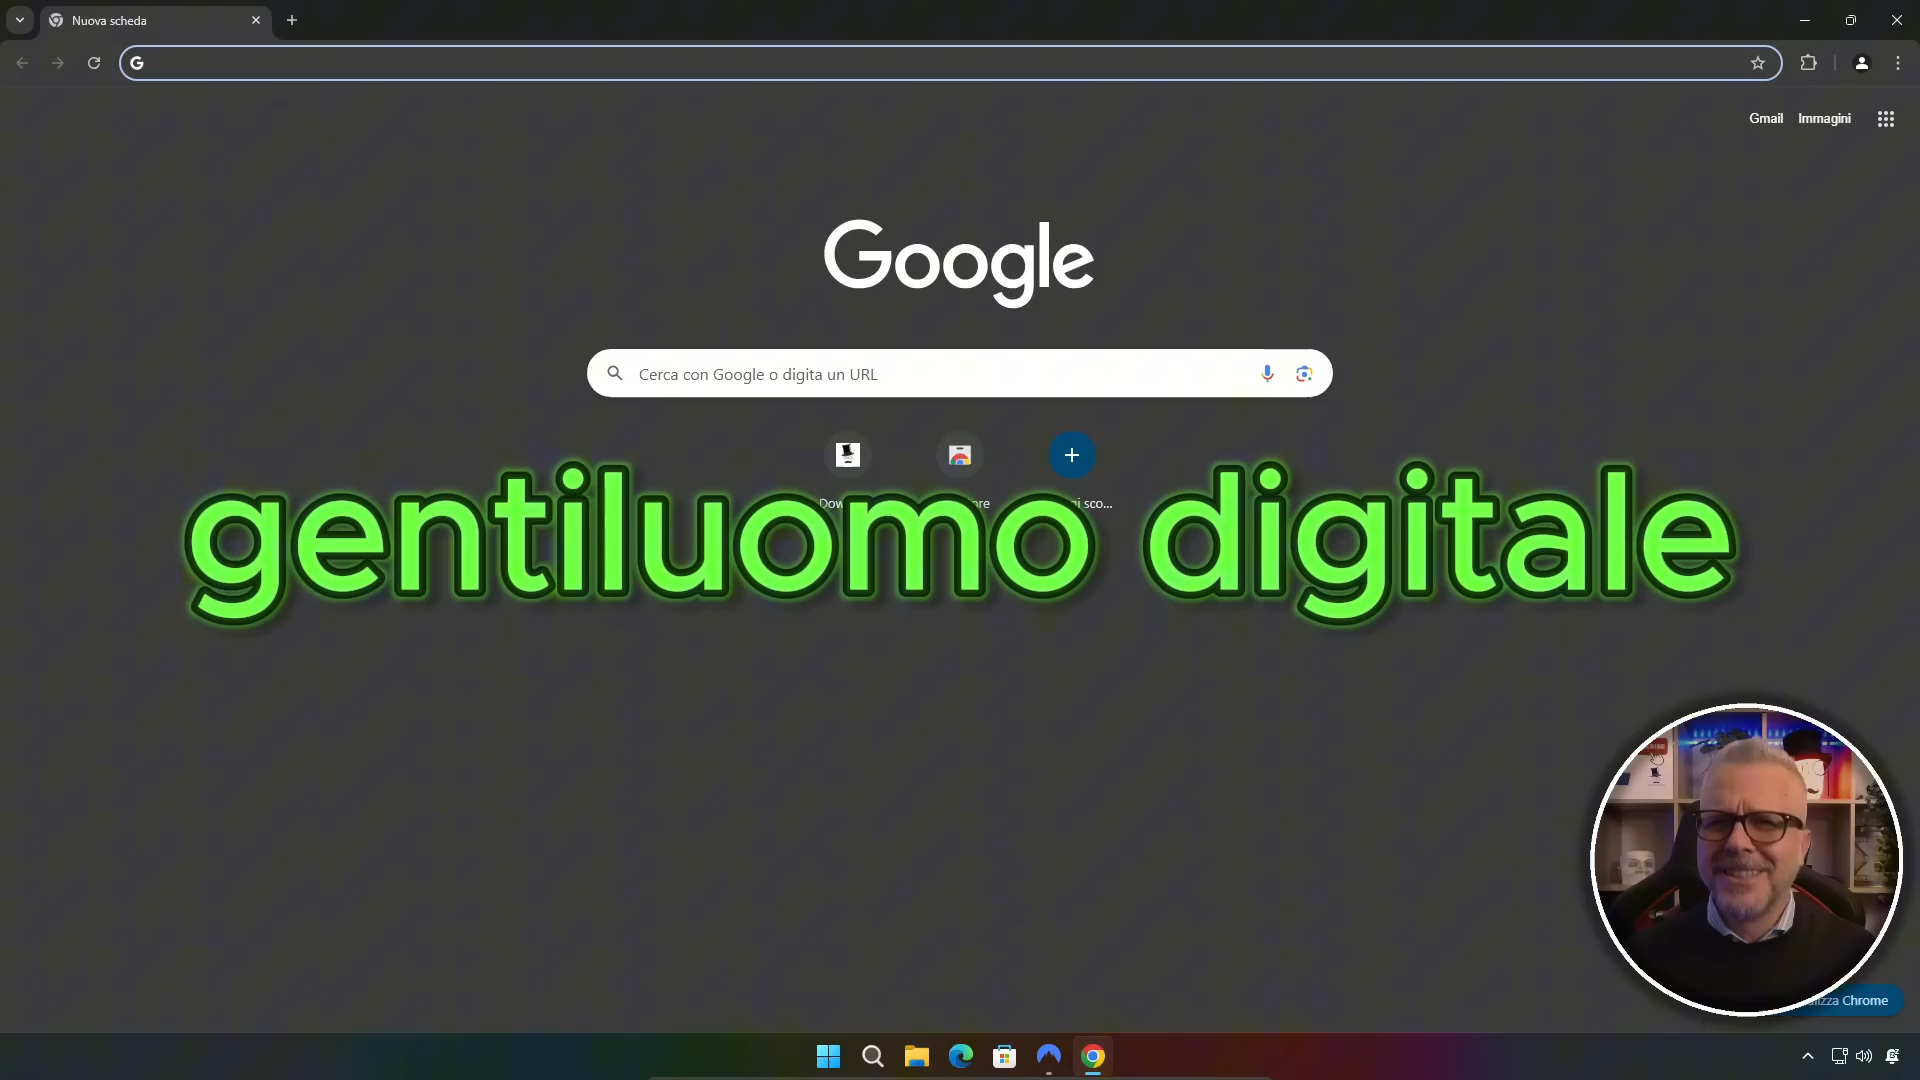 Nuova scheda
Gmail Immagini
Google
Cerca con Google o digita un URL
gentiluomo digitale
Chrome